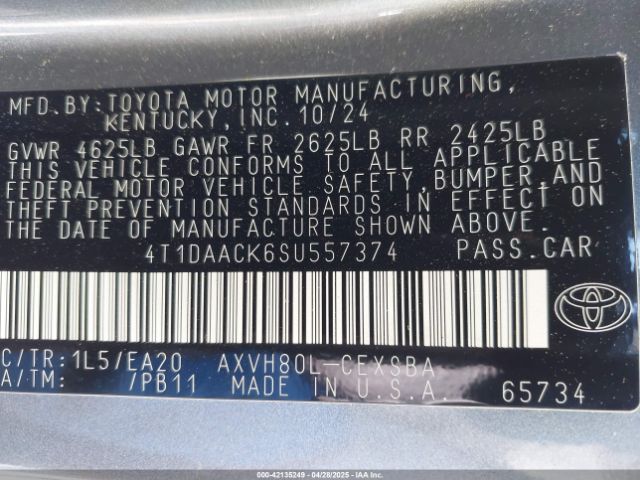 MFD. BY: TOYOTA MOTOR MANUFACTURING,
KENTUCKY, INC. 10/24
GVWR 4625LB GAWR FR 2625LB RR 2425LB
THIS VEHICLE CONFORMS TO ALL APPLICABLE
FEDERAL MOTOR VEHICLE SAFETY, BUMPER, AND
THEFT PREVENTION STANDARDS IN EFFECT ON
THE DATE OF MANUFACTURE SHOWN ABOVE.
4T1DAACK6SU557374 PASS. CAR
C/TR: 1L5/EA20 AXVH80L-CEXSBA
A/TM: /PB11 MADE IN U.S.A. 65734
000-42135249 04/28/2025 IAA, Inc.